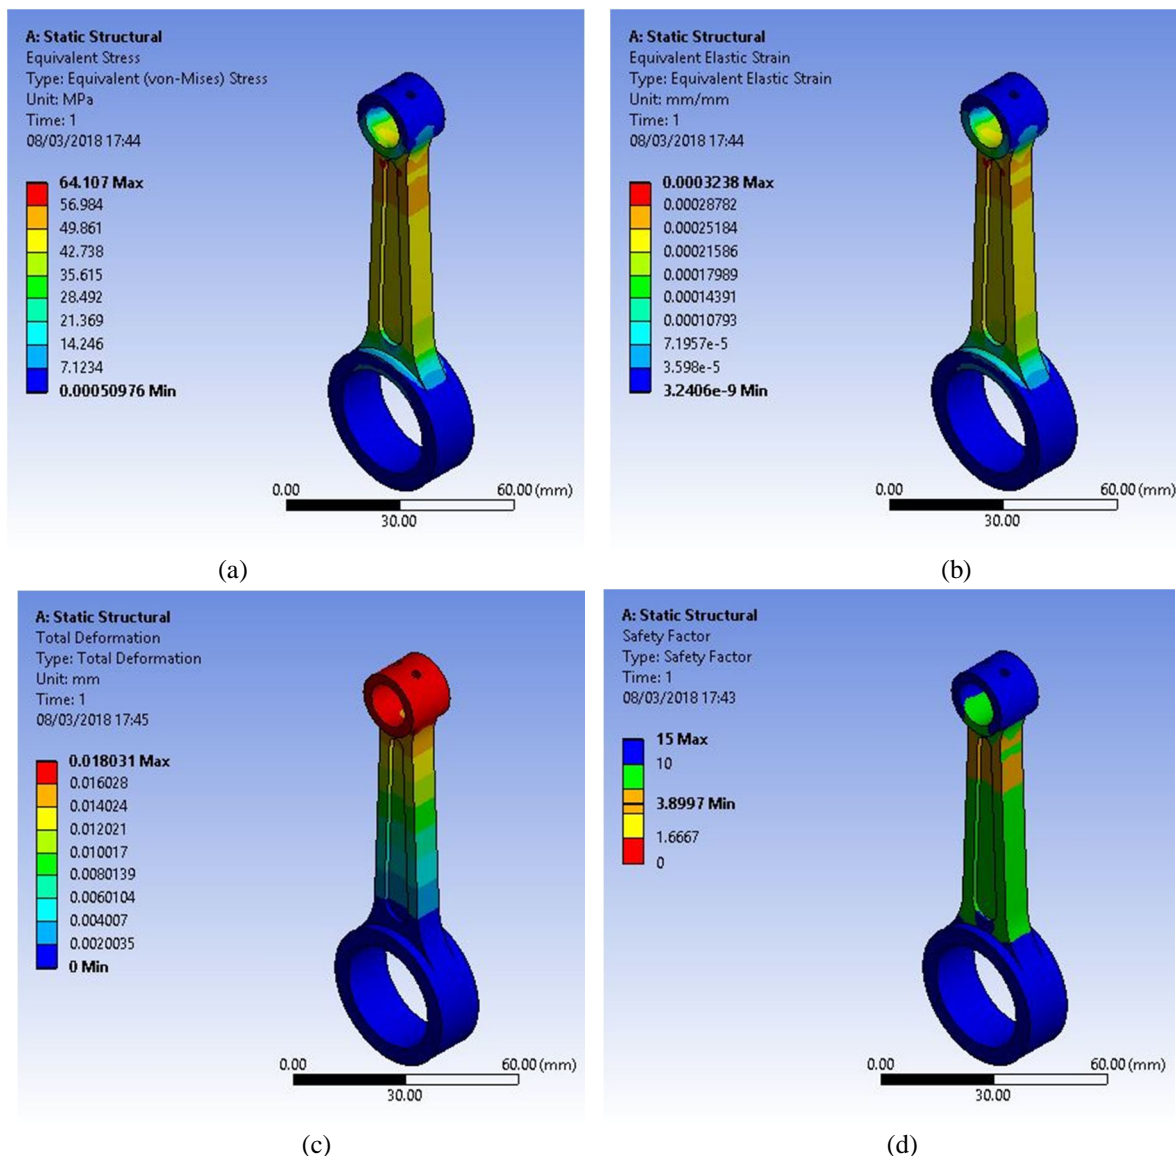 A: Static Structural
Equivalent Stress
Type: Equivalent (von-Mises) Stress
Unit: MPa
Time: 1
08/03/2018 17:44
64.107 Max
56.984
49.861
42.738
35.615
28.492
21.369
14.246
7.1234
0.00050976 Min
0.00
60.00 (mm)
30.00
(a)
A: Static Structural
Equivalent Elastic Strain
Type: Equivalent Elastic Strain
Unit: mm/mm
Time: 1
08/03/2018 17:44
0.0003238 Max
0.00028782
0.00025184
0.00021586
0.00017989
0.00014391
0.00010793
7.1957e-5
3.598e-5
3.2406e-9 Min
0.00
60.00 (mm)
30.00
(b)
A: Static Structural
Total Deformation
Type: Total Deformation
Unit: mm
Time: 1
08/03/2018 17:45
0.018031 Max
0.016028
0.014024
0.012021
0.010017
0.0080139
0.0060104
0.004007
0.0020035
0 Min
0.00
60.00 (mm)
30.00
(c)
A: Static Structural
Safety Factor
Type: Safety Factor
Time: 1
08/03/2018 17:43
15 Max
10
3.8997 Min
1.6667
0
0.00
60.00 (mm)
30.00
(d)